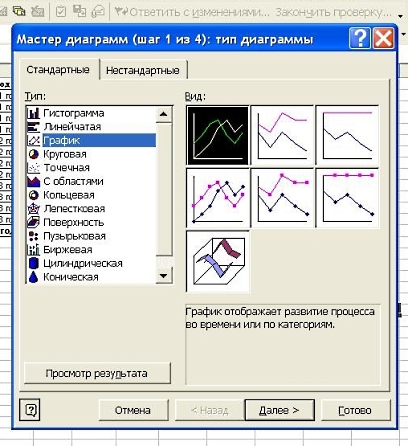 Ответить с изменениями... Закончить проверку...
Мастер диаграмм (шаг 1 из 4): тип диаграммы
Стандартные Нестандартные
Тип:
Гистограмма
Линейчатая
График
Круговая
Точечная
С областями
Кольцевая
Лепестковая
Поверхность
Пузырьковая
Биржевая
Цилиндрическая
Коническая
Вид:
График отображает развитие процесса
во времени или по категориям.
Просмотр результата
Отмена < Назад Далее > Готово